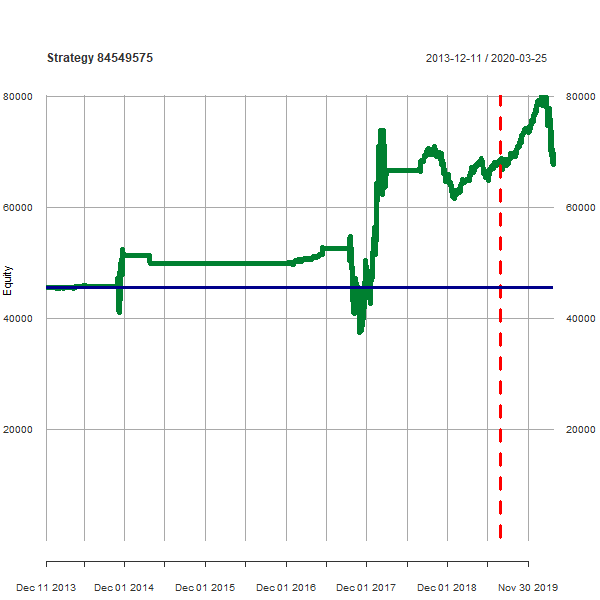 Strategy 84549575
2013-12-11 / 2020-03-25
80000 80000
60000 60000
Equity
40000 40000
20000 20000
Dec 11 2013 Dec 01 2014 Dec 01 2015 Dec 01 2016 Dec 01 2017 Dec 01 2018 Nov 30 2019